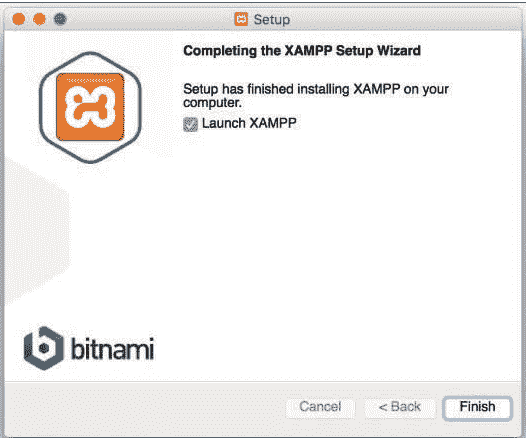 Setup
Completing the XAMPP Setup Wizard
Setup has finished installing XAMPP on your
computer.
Launch XAMPP
bitnami
Cancel
< Back
Finish